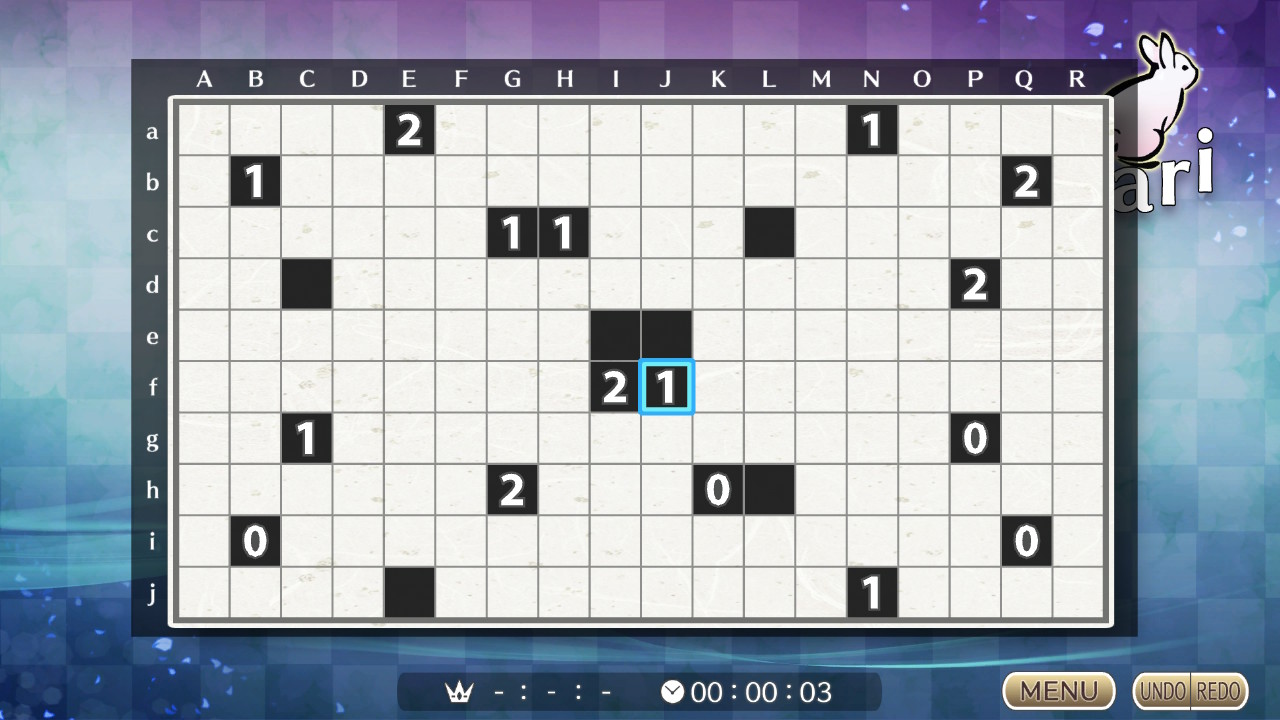 A B C D E F G H I J K L M N O P Q R
a 2 1
b 1 2
ari
c 1 1
d 2
e
f 2 1
g 1 0
h 2 0
i 0 0
j 1
- : - : - 00:00:03 MENU UNDO REDO